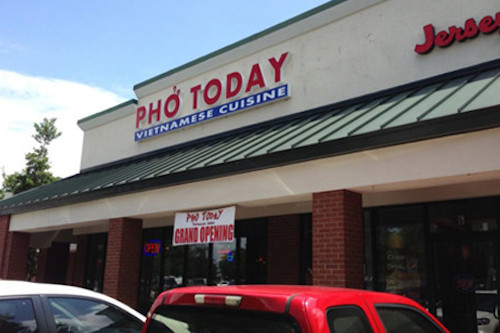 PHỞ TODAY
VIETNAMESE CUISINE
Jerse
PHỞ TODAY
GRAND OPENING
OPEN